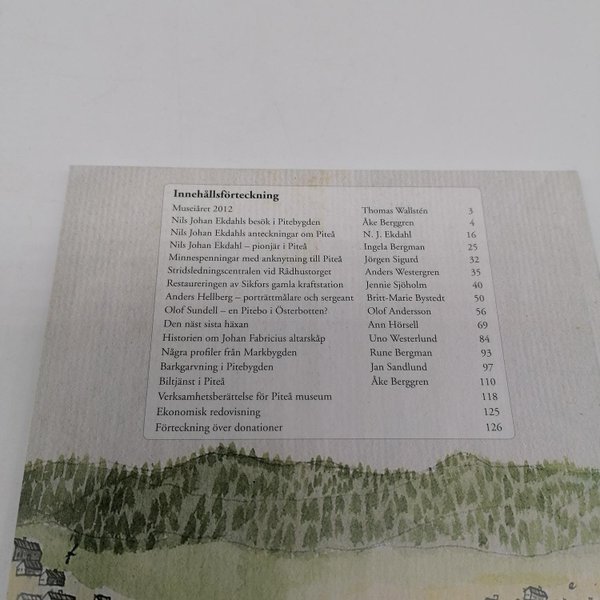 Innehållsförteckning
Museiåret 2012 Thomas Wallstén 3
Nils Johan Ekdahls besök i Pitebygden Åke Berggren 4
Nils Johan Ekdahls anteckningar om Piteå N. J. Ekdahl 16
Nils Johan Ekdahl – pionjär i Piteå Ingela Bergman 25
Minnespenningar med anknytning till Piteå Jörgen Sigurd 32
Stridsledningscentralen vid Rådhustorget Anders Westergren 35
Restaureringen av Sikfors gamla kraftstation Jennie Sjöholm 40
Anders Hellberg – porträttmålare och sergeant Britt-Marie Bystedt 50
Olof Sundell – en Pitebo i Österbotten? Olof Andersson 56
Den näst sista häxan Ann Hörsell 69
Historien om Johan Fabricius altarskåp Uno Westerlund 84
Några profiler från Markbygden Rune Bergman 93
Barkgarvning i Pitebygden Jan Sandlund 97
Biltjänst i Piteå Åke Berggren 110
Verksamhetsberättelse för Piteå museum 118
Ekonomisk redovisning 125
Förteckning över donationer 126